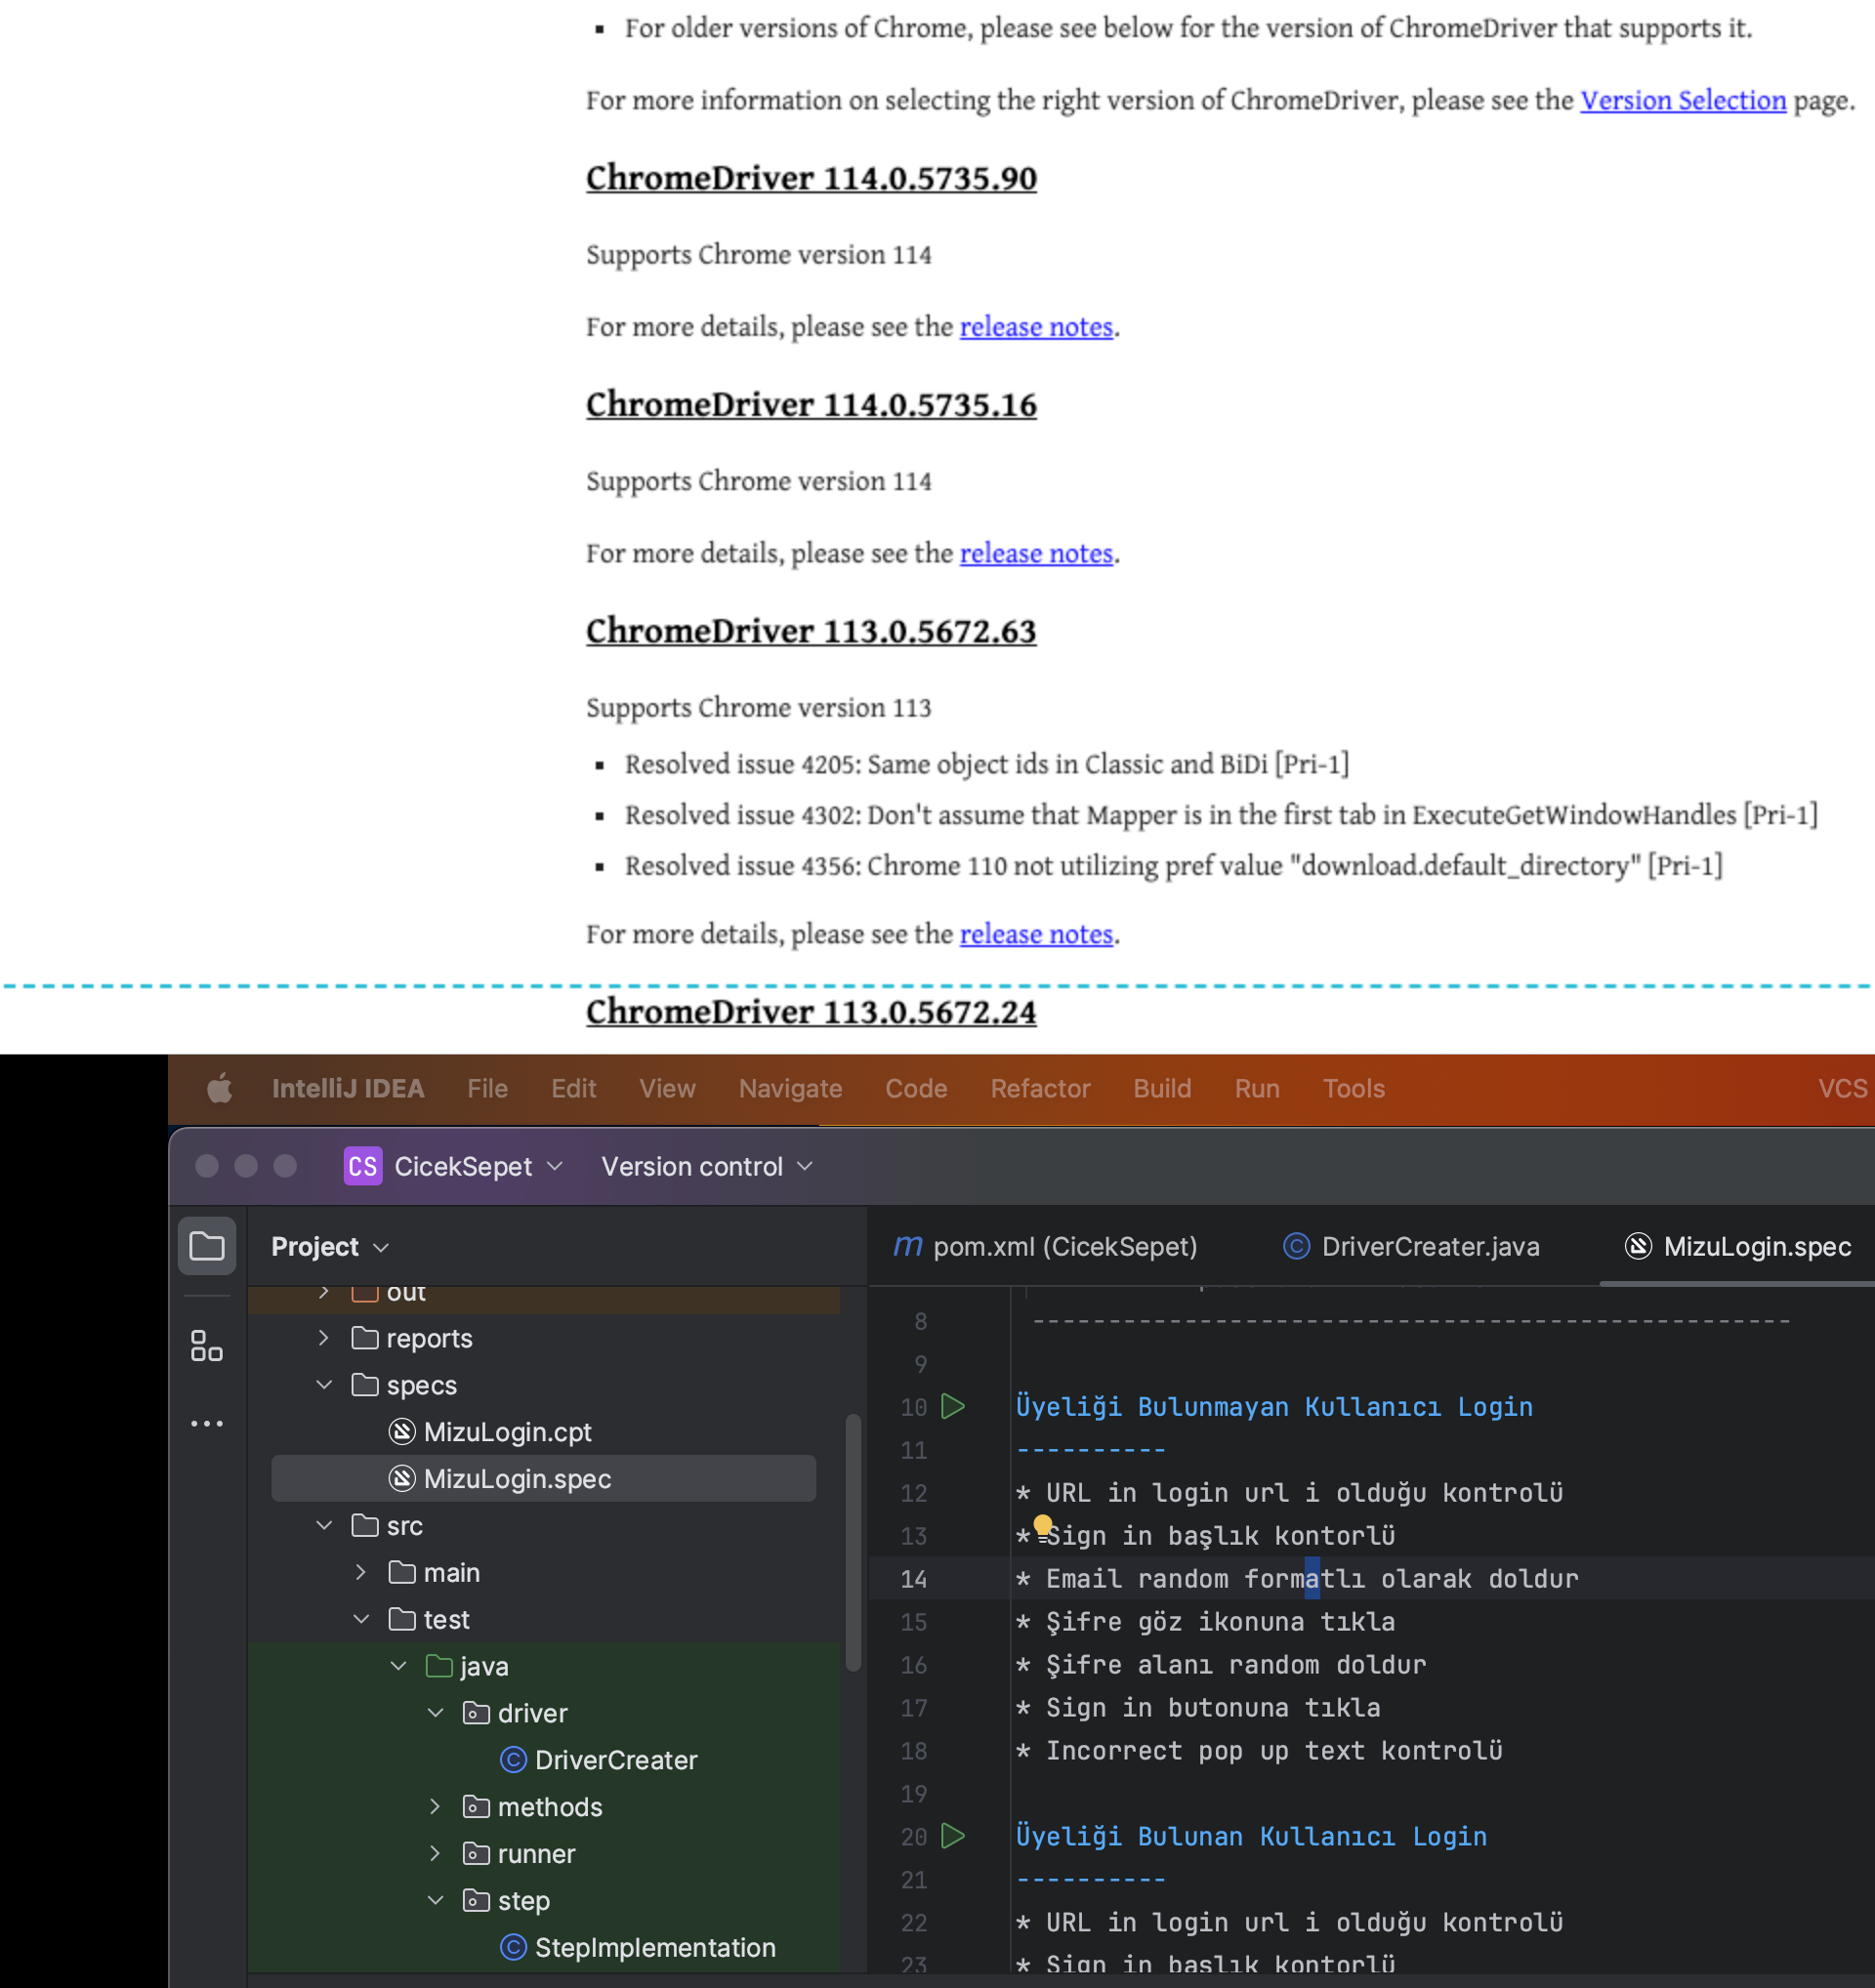 ▪ For older versions of Chrome, please see below for the version of ChromeDriver that supports it.
For more information on selecting the right version of ChromeDriver, please see the Version Selection page.
ChromeDriver 114.0.5735.90
Supports Chrome version 114
For more details, please see the release notes.
ChromeDriver 114.0.5735.16
Supports Chrome version 114
For more details, please see the release notes.
ChromeDriver 113.0.5672.63
Supports Chrome version 113
▪ Resolved issue 4205: Same object ids in Classic and BiDi [Pri-1]
▪ Resolved issue 4302: Don't assume that Mapper is in the first tab in ExecuteGetWindowHandles [Pri-1]
▪ Resolved issue 4356: Chrome 110 not utilizing pref value "download.default_directory" [Pri-1]
For more details, please see the release notes.
ChromeDriver 113.0.5672.24
IntelliJ IDEA File Edit View Navigate Code Refactor Build Run Tools VCS
CS CicekSepet Version control
Project
out
reports
specs
MizuLogin.cpt
MizuLogin.spec
src
main
test
java
driver
DriverCreater
methods
runner
step
StepImplementation
m pom.xml (CicekSepet) DriverCreater.java MizuLogin.spec
8 --------------------------------------------------
9
10 Üyeliği Bulunmayan Kullanıcı Login
11 ----------
12 * URL in login url i olduğu kontrolü
13 * Sign in başlık kontorlü
14 * Email random formatlı olarak doldur
15 * Şifre göz ikonuna tıkla
16 * Şifre alanı random doldur
17 * Sign in butonuna tıkla
18 * Incorrect pop up text kontrolü
19
20 Üyeliği Bulunan Kullanıcı Login
21 ----------
22 * URL in login url i olduğu kontrolü
23 * Sign in başlık kontorlü